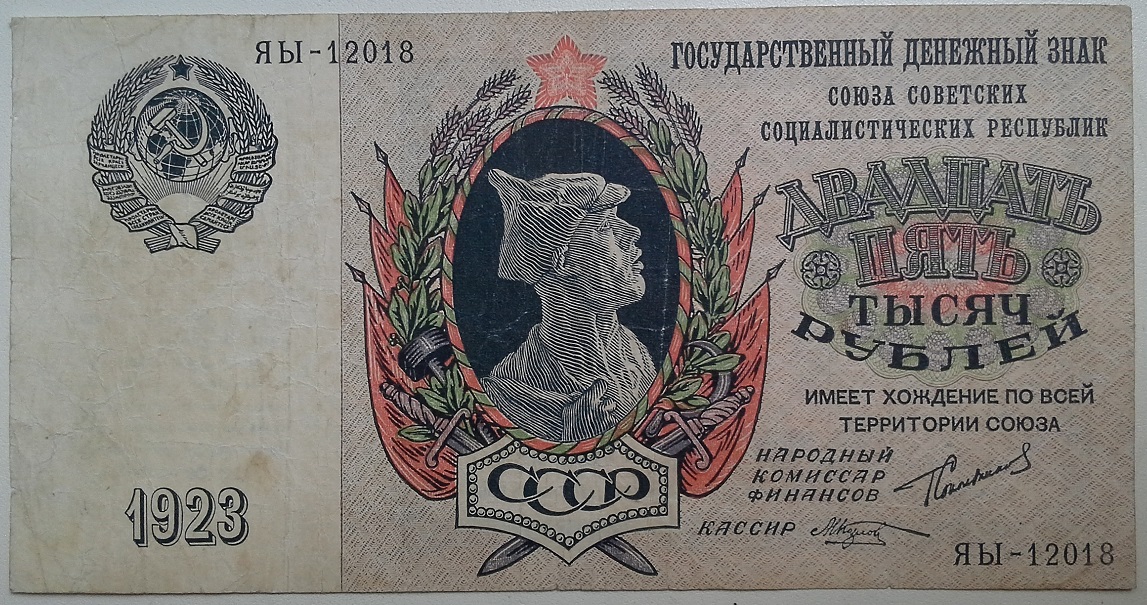 ЯЫ-12018
ГОСУДАРСТВЕННЫЙ ДЕНЕЖНЫЙ ЗНАК
СОЮЗА СОВЕТСКИХ
СОЦИАЛИСТИЧЕСКИХ РЕСПУБЛИК
ДВАДЦАТЬ
ПЯТЬ
ТЫСЯЧ
РУБЛЕЙ
ИМЕЕТ ХОЖДЕНИЕ ПО ВСЕЙ
ТЕРРИТОРИИ СОЮЗА
НАРОДНЫЙ
КОМИССАР
ФИНАНСОВ
КАССИР
СССР
1923
ЯЫ-12018